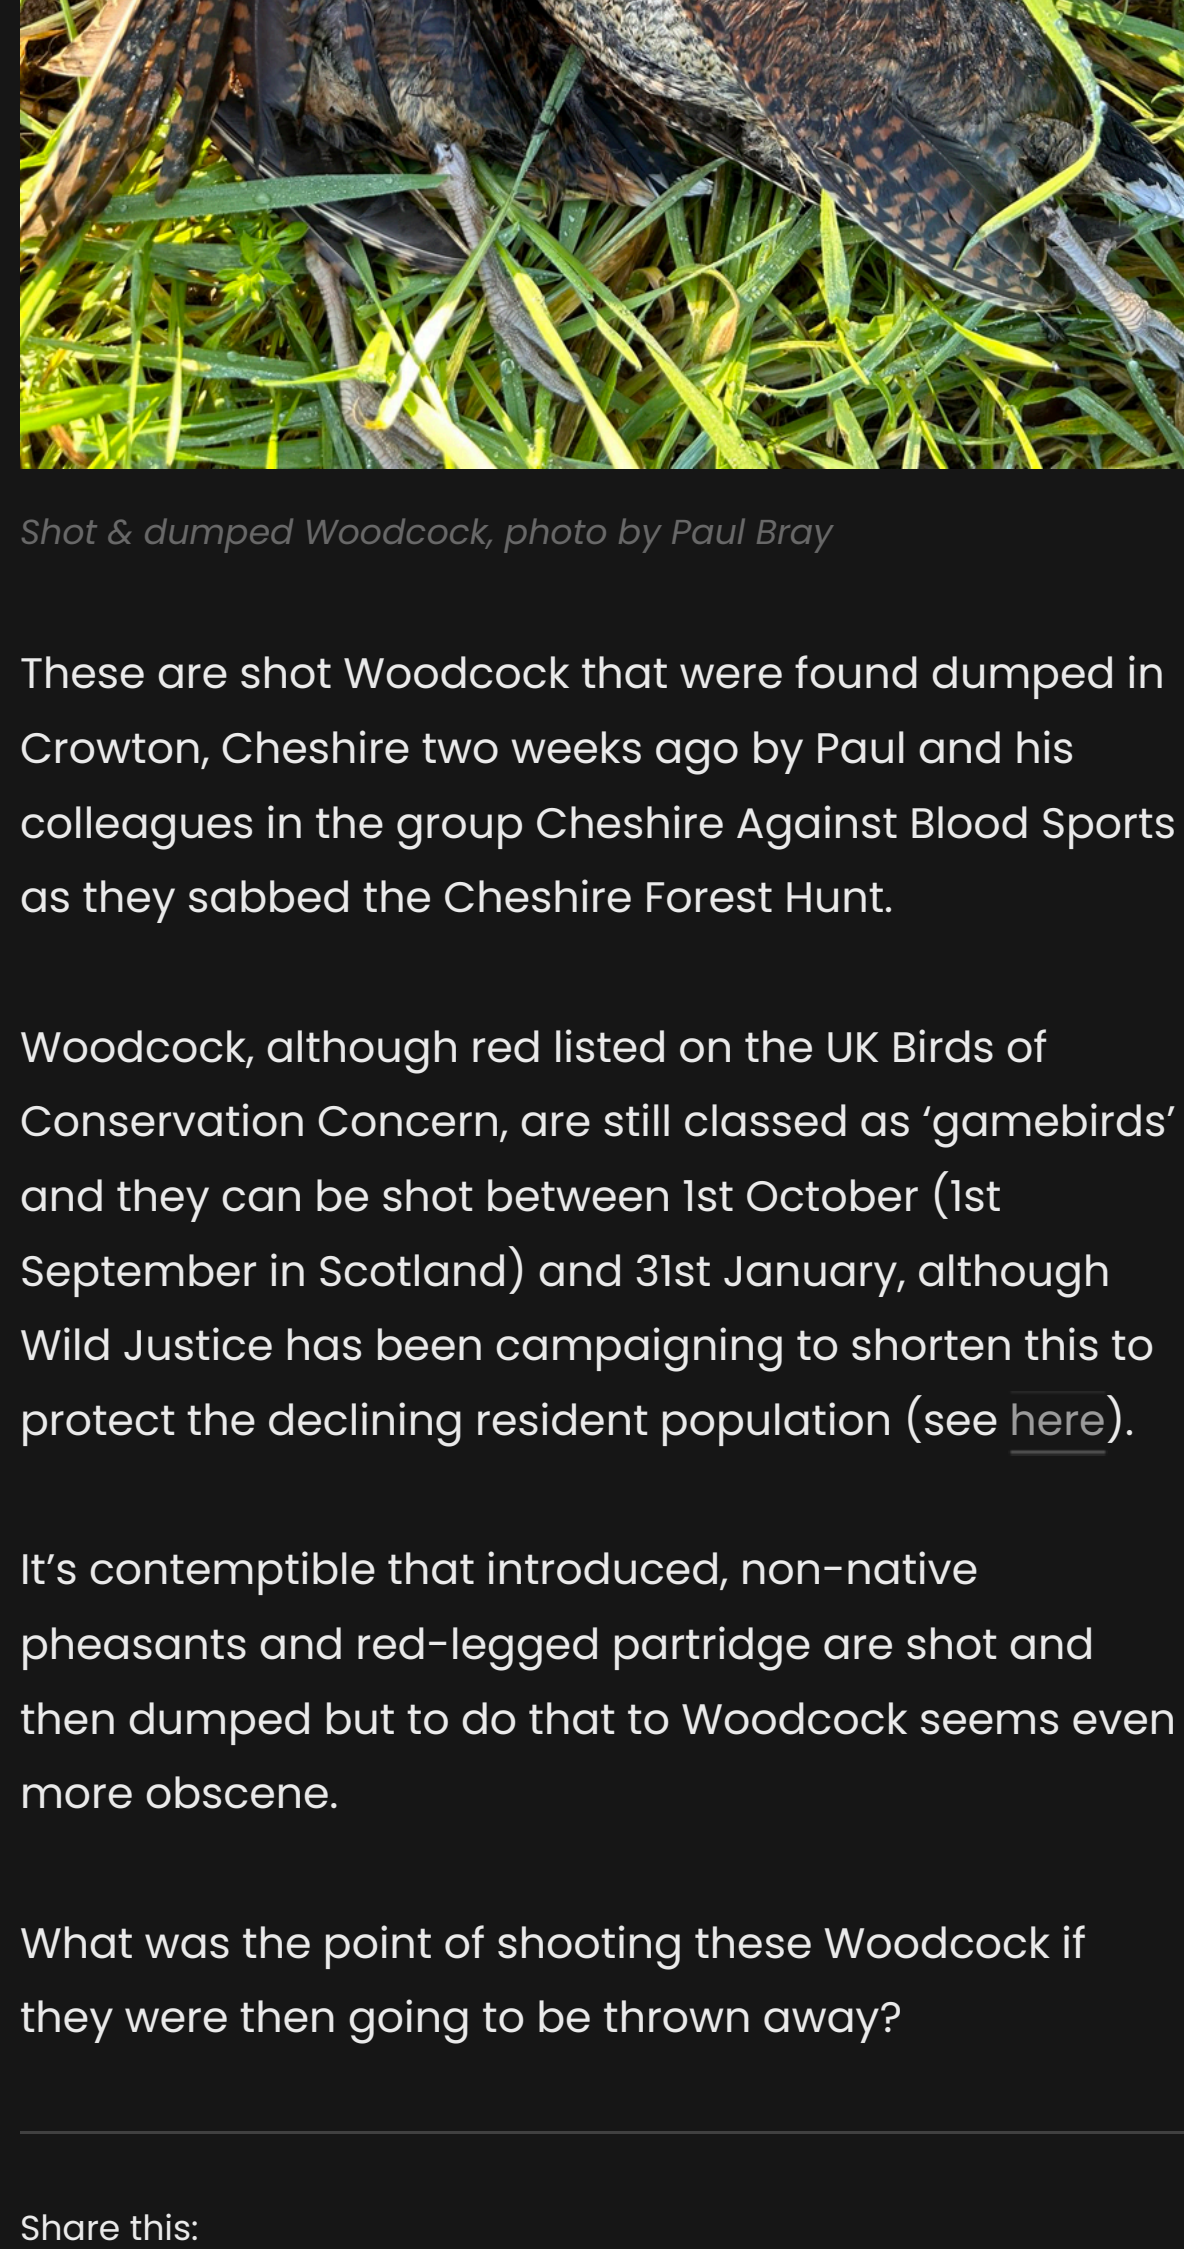 Shot & dumped Woodcock, photo by Paul Bray
These are shot Woodcock that were found dumped in
Crowton, Cheshire two weeks ago by Paul and his
colleagues in the group Cheshire Against Blood Sports
as they sabbed the Cheshire Forest Hunt.
Woodcock, although red listed on the UK Birds of
Conservation Concern, are still classed as ‘gamebirds’
and they can be shot between 1st October (1st
September in Scotland) and 31st January, although
Wild Justice has been campaigning to shorten this to
protect the declining resident population (see here).
It’s contemptible that introduced, non-native
pheasants and red-legged partridge are shot and
then dumped but to do that to Woodcock seems even
more obscene.
What was the point of shooting these Woodcock if
they were then going to be thrown away?
Share this: